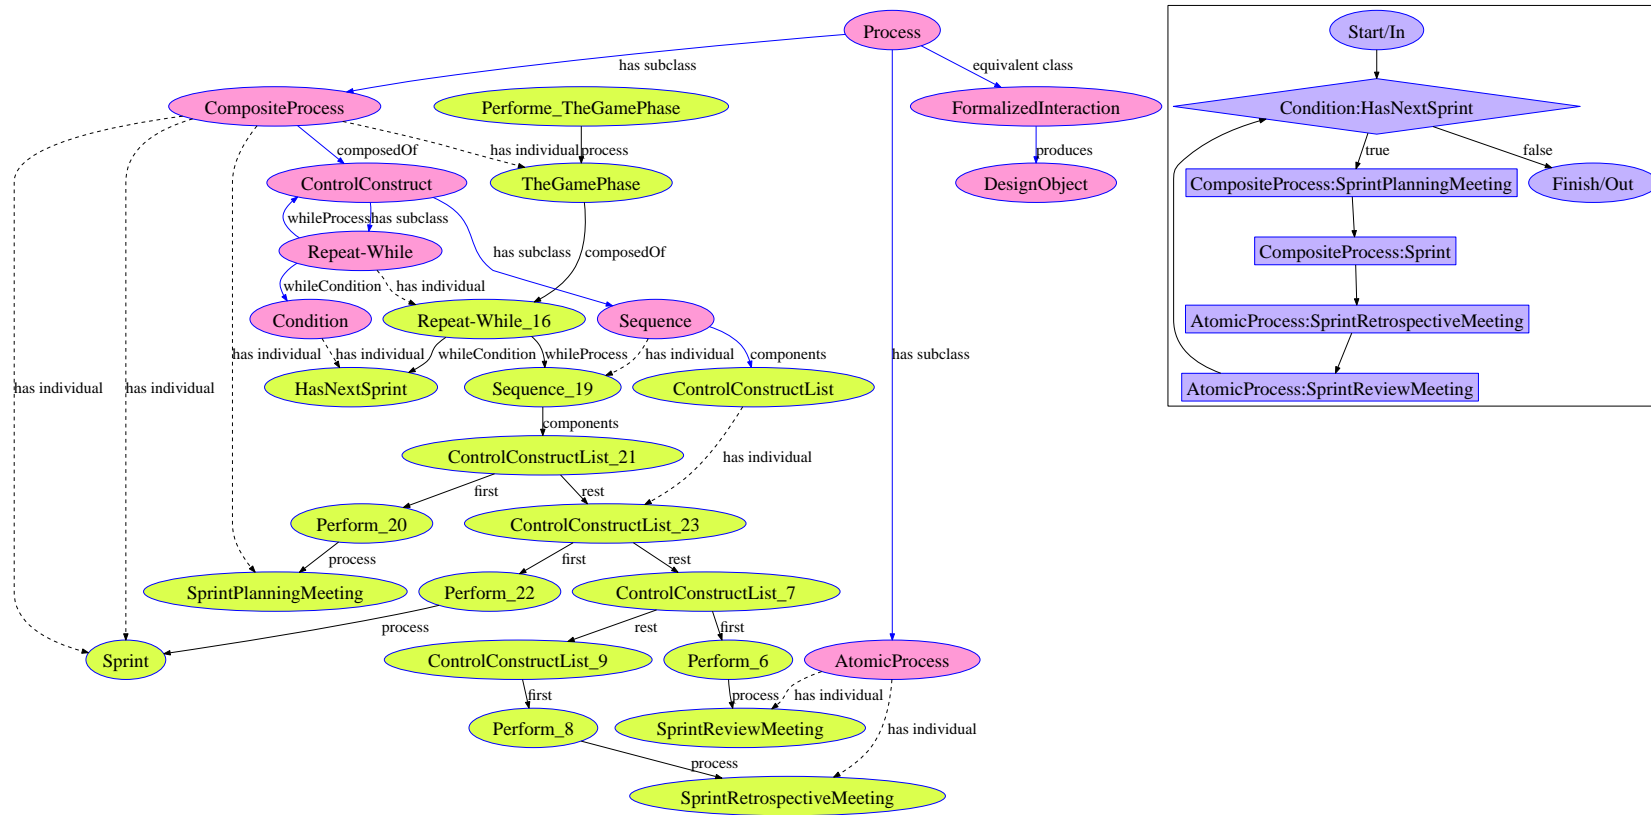 Process
Start/In
has subclass
equivalent class
CompositeProcess
Performe_TheGamePhase
FormalizedInteraction
Condition:HasNextSprint
composedOf
has individual
process
produces
true
false
ControlConstruct
TheGamePhase
DesignObject
CompositeProcess:SprintPlanningMeeting
Finish/Out
whileProcess
has subclass
Repeat-While
has subclass
composedOf
CompositeProcess:Sprint
whileCondition
has individual
Condition
Repeat-While_16
Sequence
AtomicProcess:SprintRetrospectiveMeeting
has individual
has individual
whileCondition
whileProcess
has individual
components
has subclass
has individual
has individual
HasNextSprint
Sequence_19
ControlConstructList
AtomicProcess:SprintReviewMeeting
components
ControlConstructList_21
has individual
first
rest
Perform_20
ControlConstructList_23
process
first
rest
SprintPlanningMeeting
Perform_22
ControlConstructList_7
process
rest
first
Sprint
ControlConstructList_9
Perform_6
AtomicProcess
first
process
has individual
Perform_8
SprintReviewMeeting
has individual
process
SprintRetrospectiveMeeting